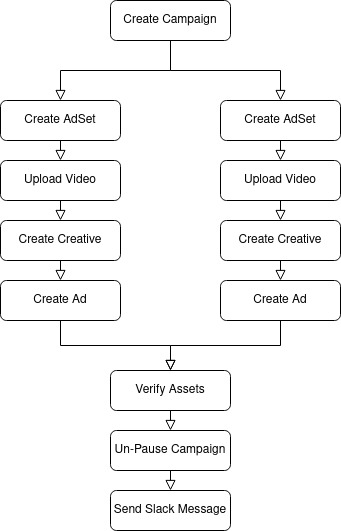 Create Campaign
Create AdSet
Create AdSet
Upload Video
Upload Video
Create Creative
Create Creative
Create Ad
Create Ad
Verify Assets
Un-Pause Campaign
Send Slack Message